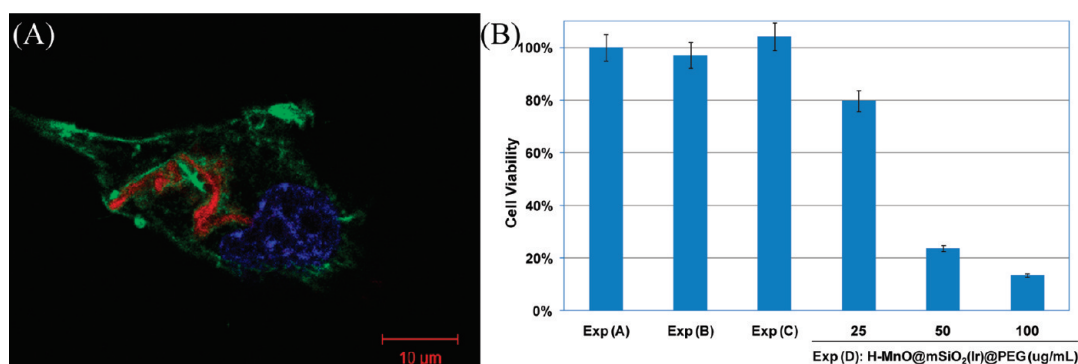 (A)
10 µm
(B)
Cell Viability
100%
80%
60%
40%
20%
0%
Exp (A) Exp (B) Exp (C) 25 50 100
Exp (D): H-MnO@mSiO₂(Ir)@PEG(ug/mL)